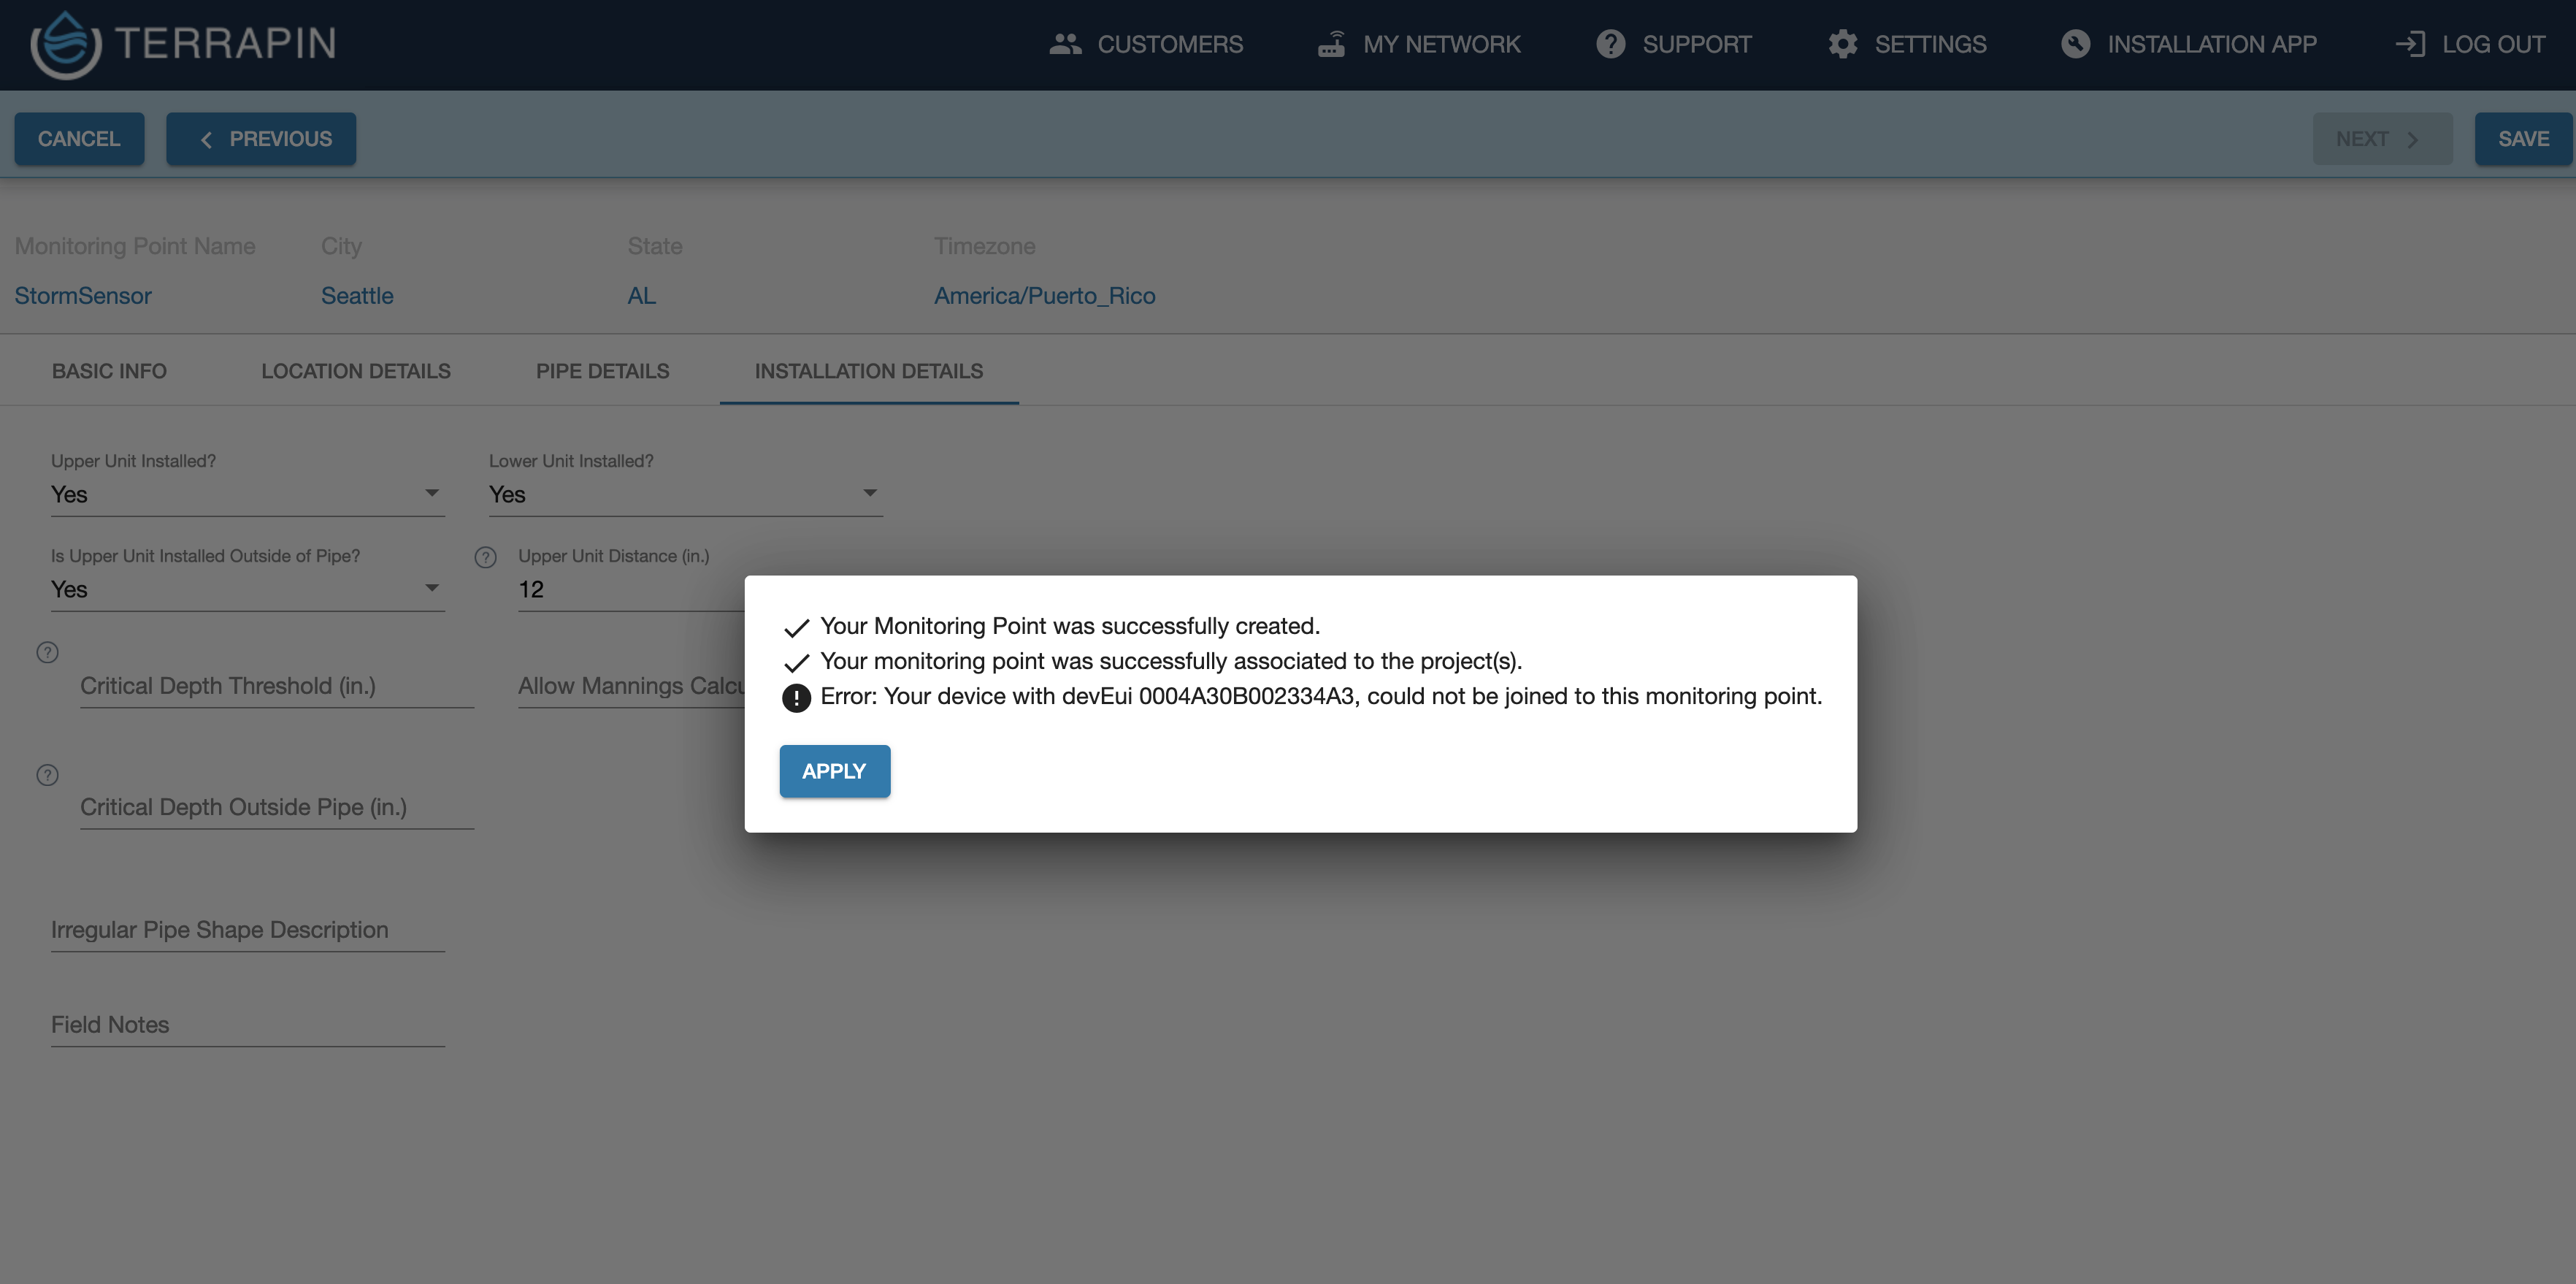 TERRAPIN
CUSTOMERS
MY NETWORK
SUPPORT
SETTINGS
INSTALLATION APP
LOG OUT
CANCEL
PREVIOUS
NEXT
SAVE
Monitoring Point Name
City
State
Timezone
StormSensor
Seattle
AL
America/Puerto_Rico
BASIC INFO
LOCATION DETAILS
PIPE DETAILS
INSTALLATION DETAILS
Upper Unit Installed?
Yes
Lower Unit Installed?
Yes
Is Upper Unit Installed Outside of Pipe?
Yes
Upper Unit Distance (in.)
12
Critical Depth Threshold (in.)
Allow Mannings Calcu
Critical Depth Outside Pipe (in.)
Irregular Pipe Shape Description
Field Notes
Your Monitoring Point was successfully created.
Your monitoring point was successfully associated to the project(s).
Error: Your device with devEui 0004A30B002334A3, could not be joined to this monitoring point.
APPLY